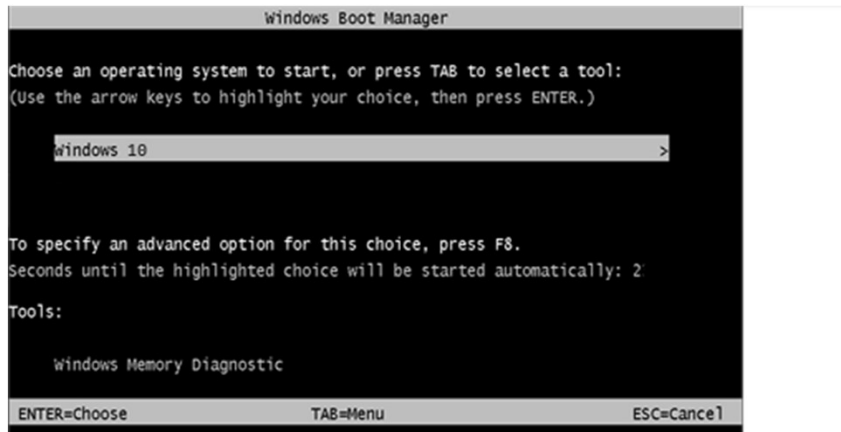 Windows Boot Manager
Choose an operating system to start, or press TAB to select a tool:
(Use the arrow keys to highlight your choice, then press ENTER.)
Windows 10 >
To specify an advanced option for this choice, press F8.
Seconds until the highlighted choice will be started automatically: 2
Tools:
Windows Memory Diagnostic
ENTER=Choose TAB=Menu ESC=Cancel